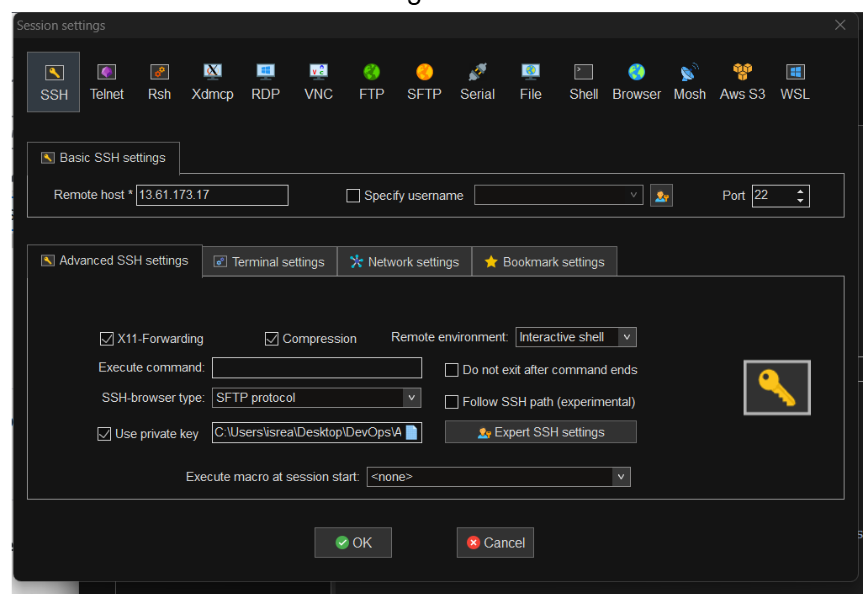 Session settings
SSH Telnet Rsh Xdmcp RDP VNC FTP SFTP Serial File Shell Browser Mosh Aws S3 WSL
Basic SSH settings
Remote host * 13.61.173.17 Specify username Port 22
Advanced SSH settings Terminal settings Network settings Bookmark settings
X11-Forwarding Compression Remote environment: Interactive shell
Execute command: Do not exit after command ends
SSH-browser type: SFTP protocol Follow SSH path (experimental)
Use private key C:\Users\isrea\Desktop\DevOps\A Expert SSH settings
Execute macro at session start: <none>
OK Cancel